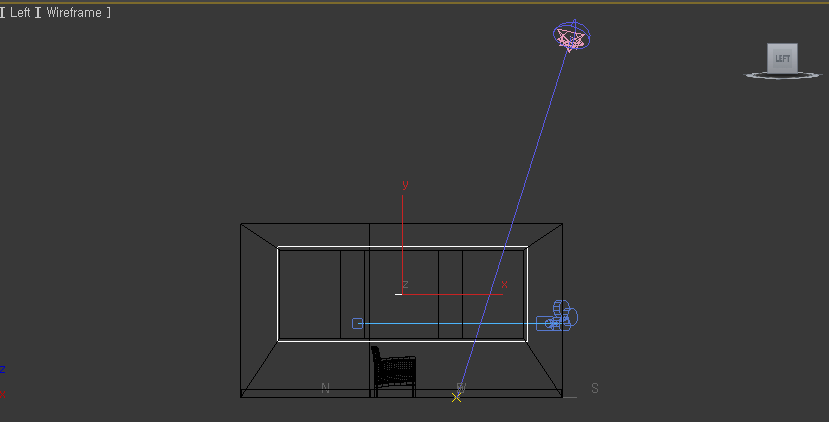 [ Left ] [ Wireframe ]
LEFT
y
z
x
N
W
S
z
x